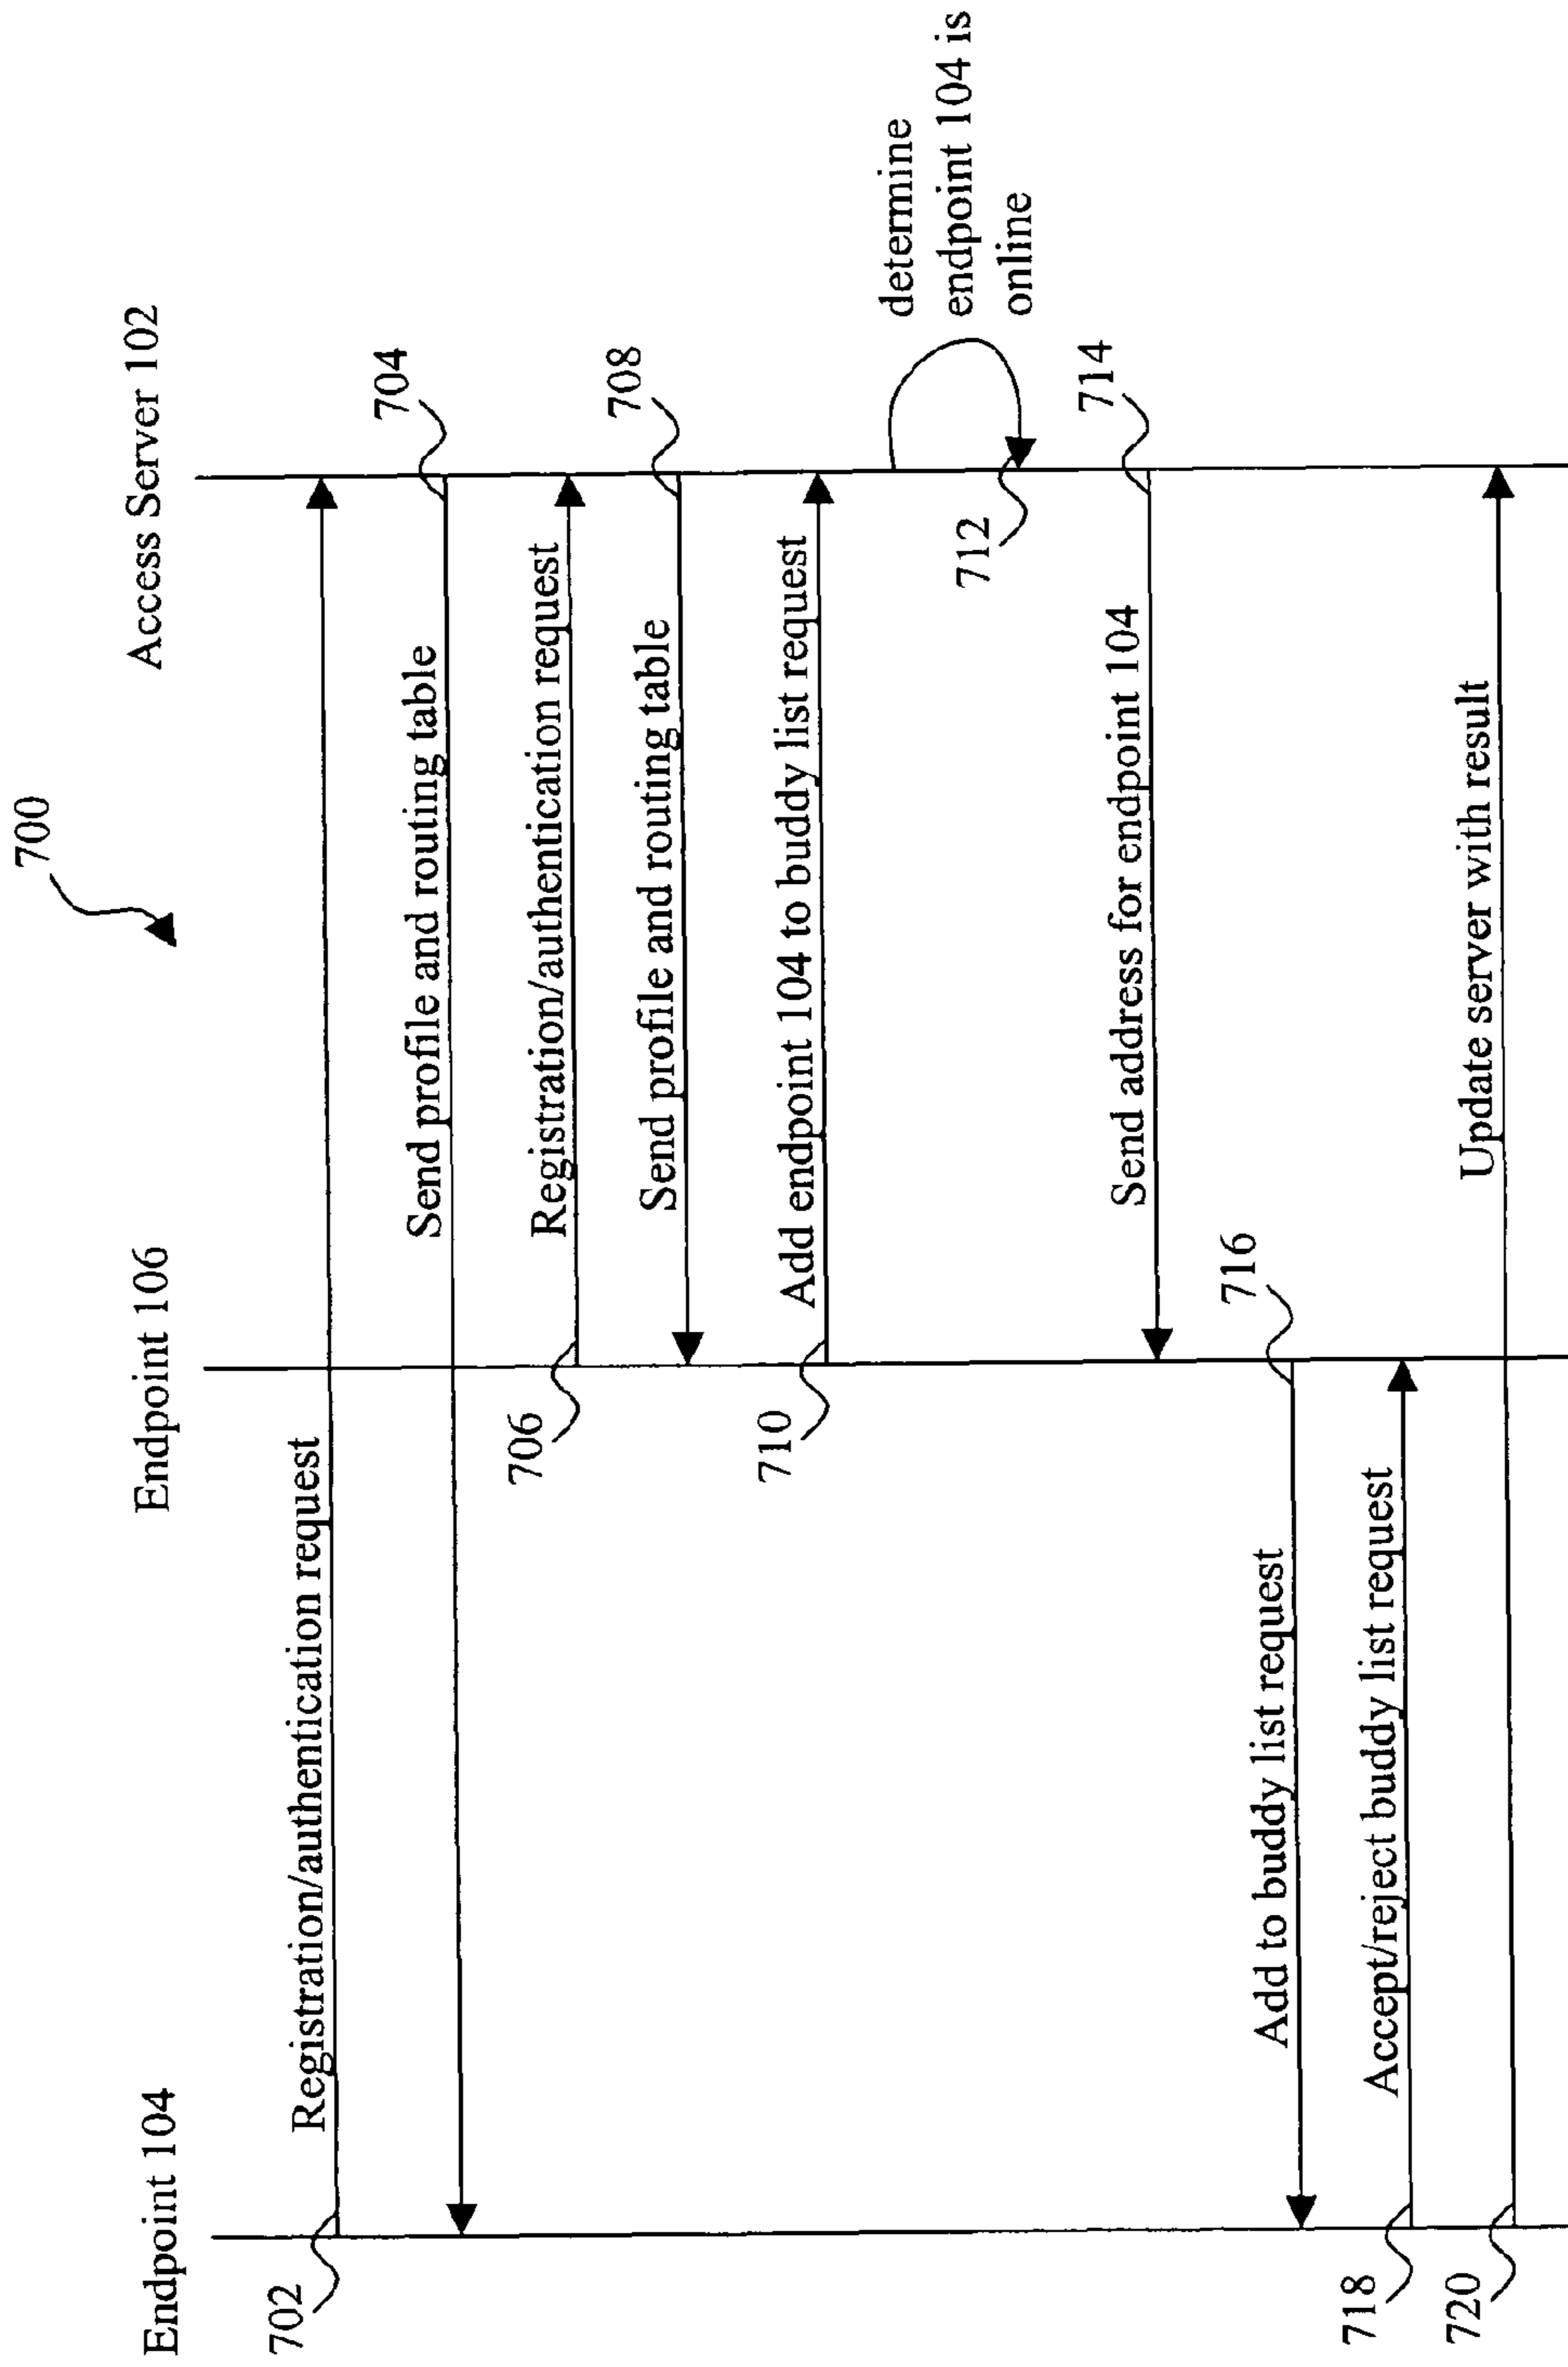 700
Endpoint 104
Endpoint 106
Access Server 102
702
Registration/authentication request
704
Send profile and routing table
706
Registration/authentication request
708
Send profile and routing table
710
Add endpoint 104 to buddy list request
determine
endpoint 104 is
online
712
714
Send address for endpoint 104
716
Add to buddy list request
718
Accept/reject buddy list request
720
Update server with result